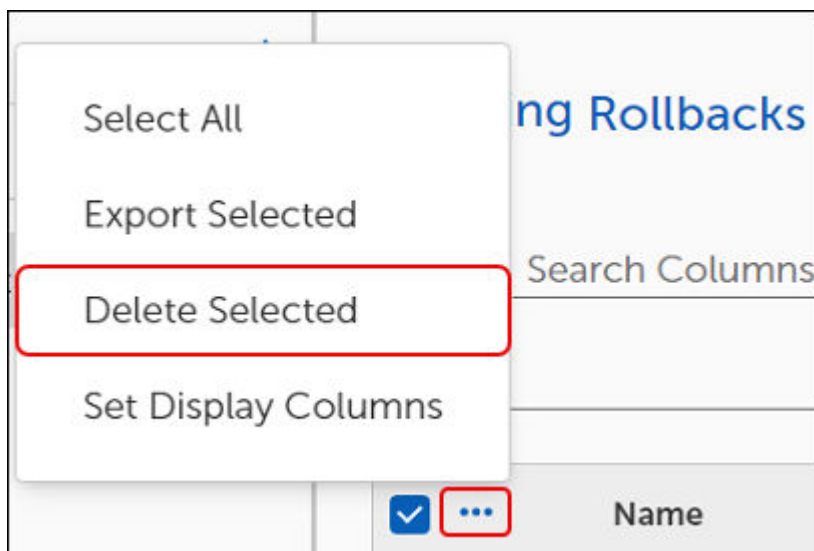 Select All
ng Rollbacks
Export Selected
Search Columns
Delete Selected
Set Display Columns
... Name